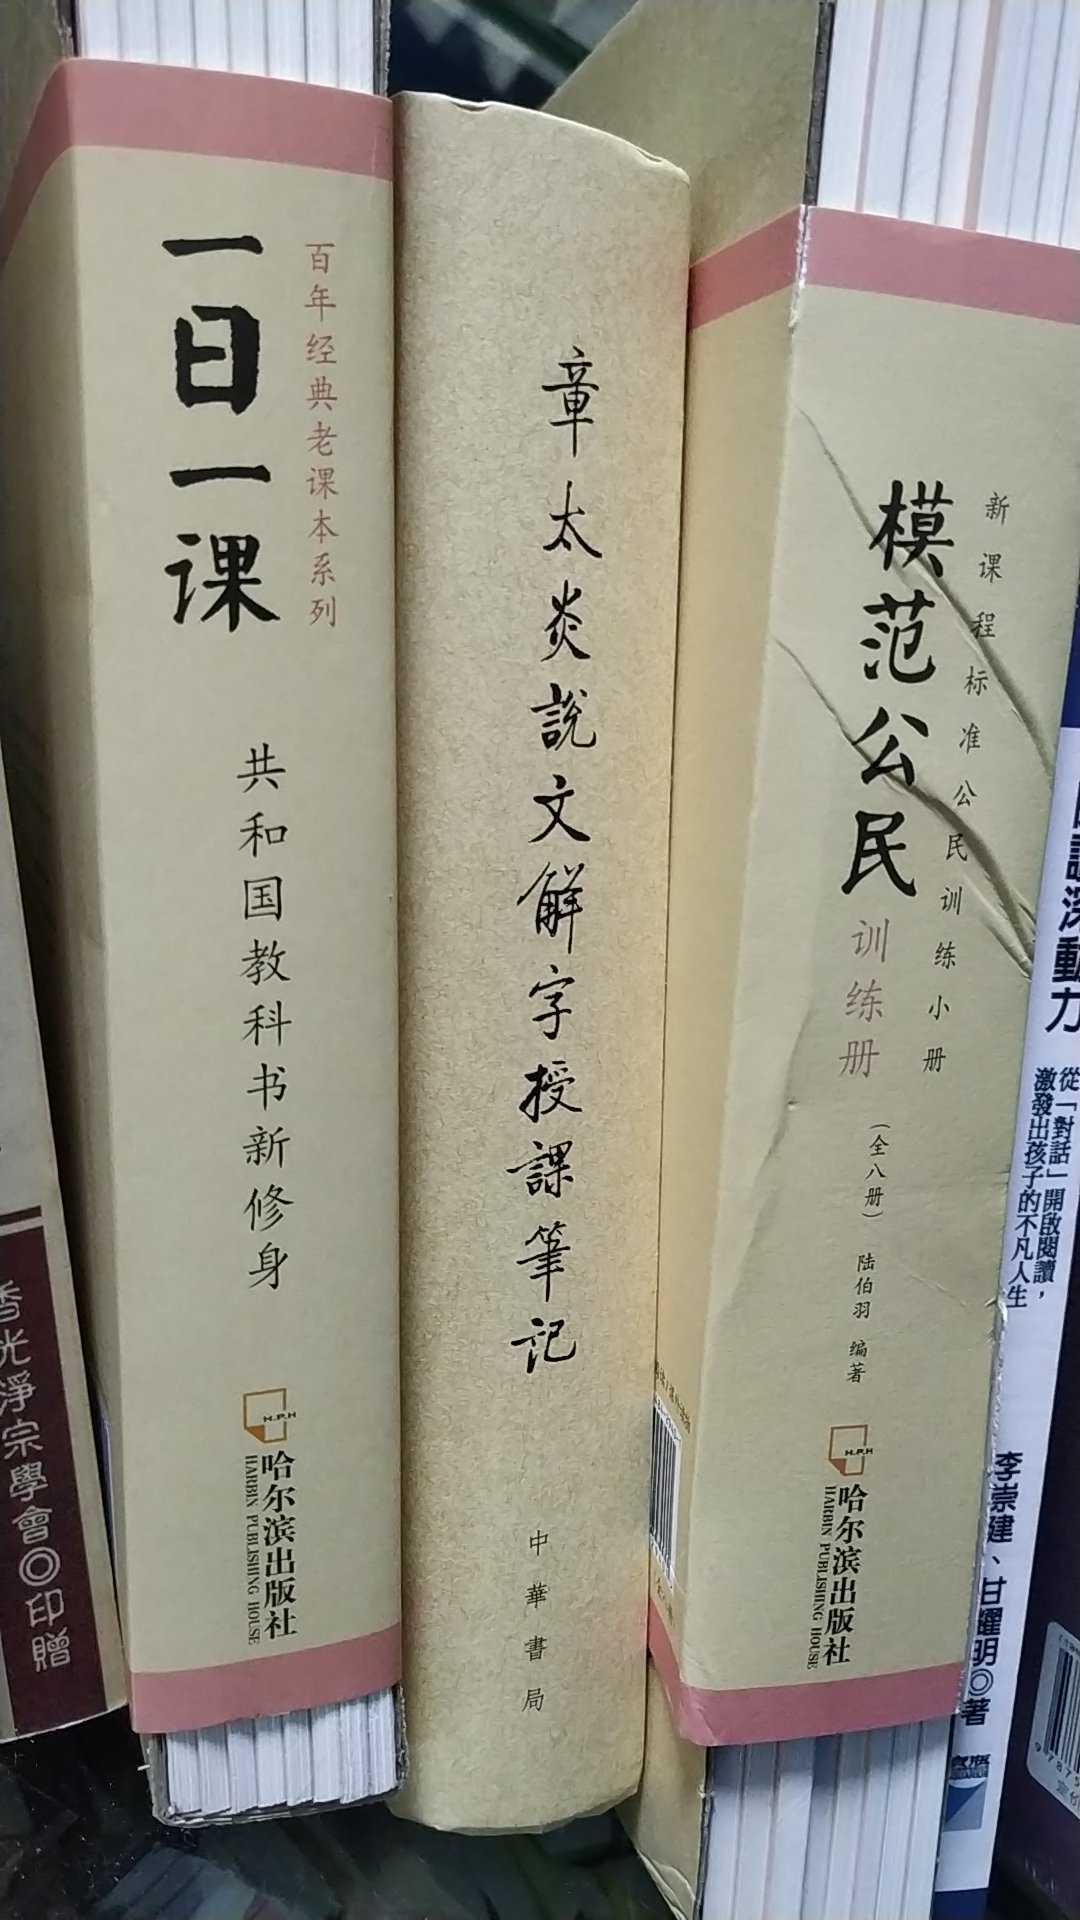 香光淨宗學會◎印贈
一日一课
百年经典老课本系列
共和国教科书新修身
H.P.H
哈尔滨出版社
HARBIN PUBLISHING HOUSE
章太炎説文解字授課筆記
中華書局
模范公民
训练册
新课程标准公民训练小册
（全八册）
陆伯羽 编著
H.P.H
哈尔滨出版社
HARBIN PUBLISHING HOUSE
深動力
從「對話」開啟閱讀，
激發出孩子的不凡人生
李崇建、甘耀明◎著
寶瓶
定价